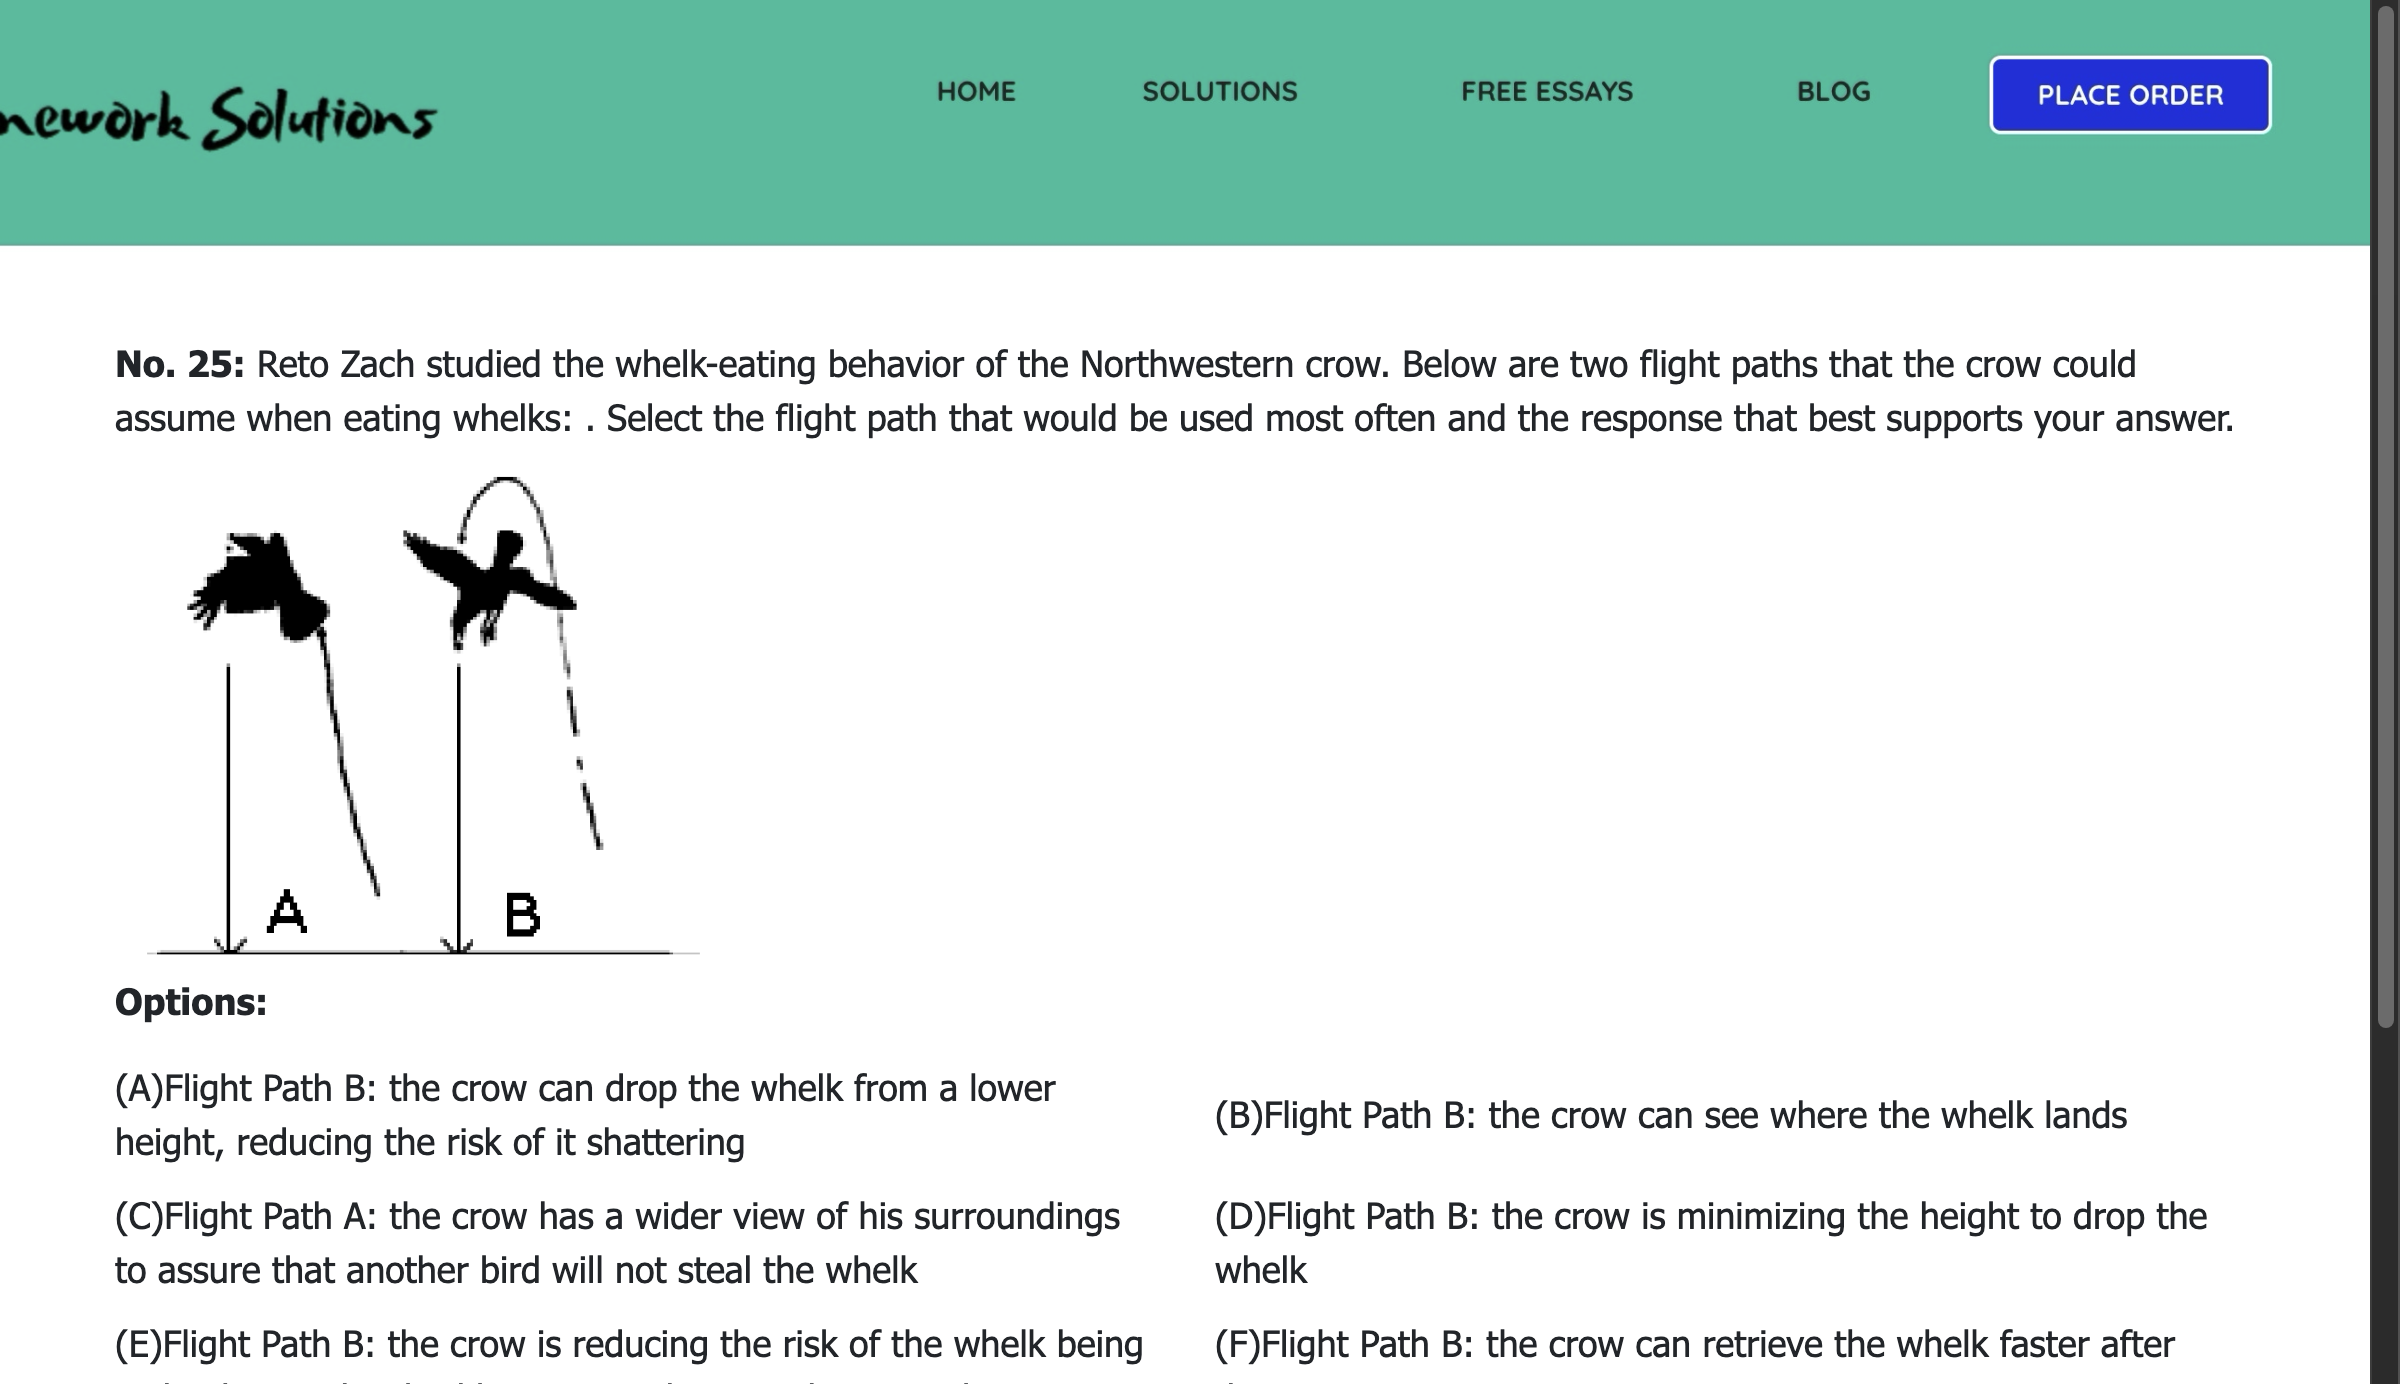 nework Solutions
HOME SOLUTIONS FREE ESSAYS BLOG PLACE ORDER
No. 25: Reto Zach studied the whelk-eating behavior of the Northwestern crow. Below are two flight paths that the crow could
assume when eating whelks: . Select the flight path that would be used most often and the response that best supports your answer.
A B
Options:
(A)Flight Path B: the crow can drop the whelk from a lower
height, reducing the risk of it shattering
(B)Flight Path B: the crow can see where the whelk lands
(C)Flight Path A: the crow has a wider view of his surroundings
to assure that another bird will not steal the whelk
(D)Flight Path B: the crow is minimizing the height to drop the
whelk
(E)Flight Path B: the crow is reducing the risk of the whelk being
(F)Flight Path B: the crow can retrieve the whelk faster after